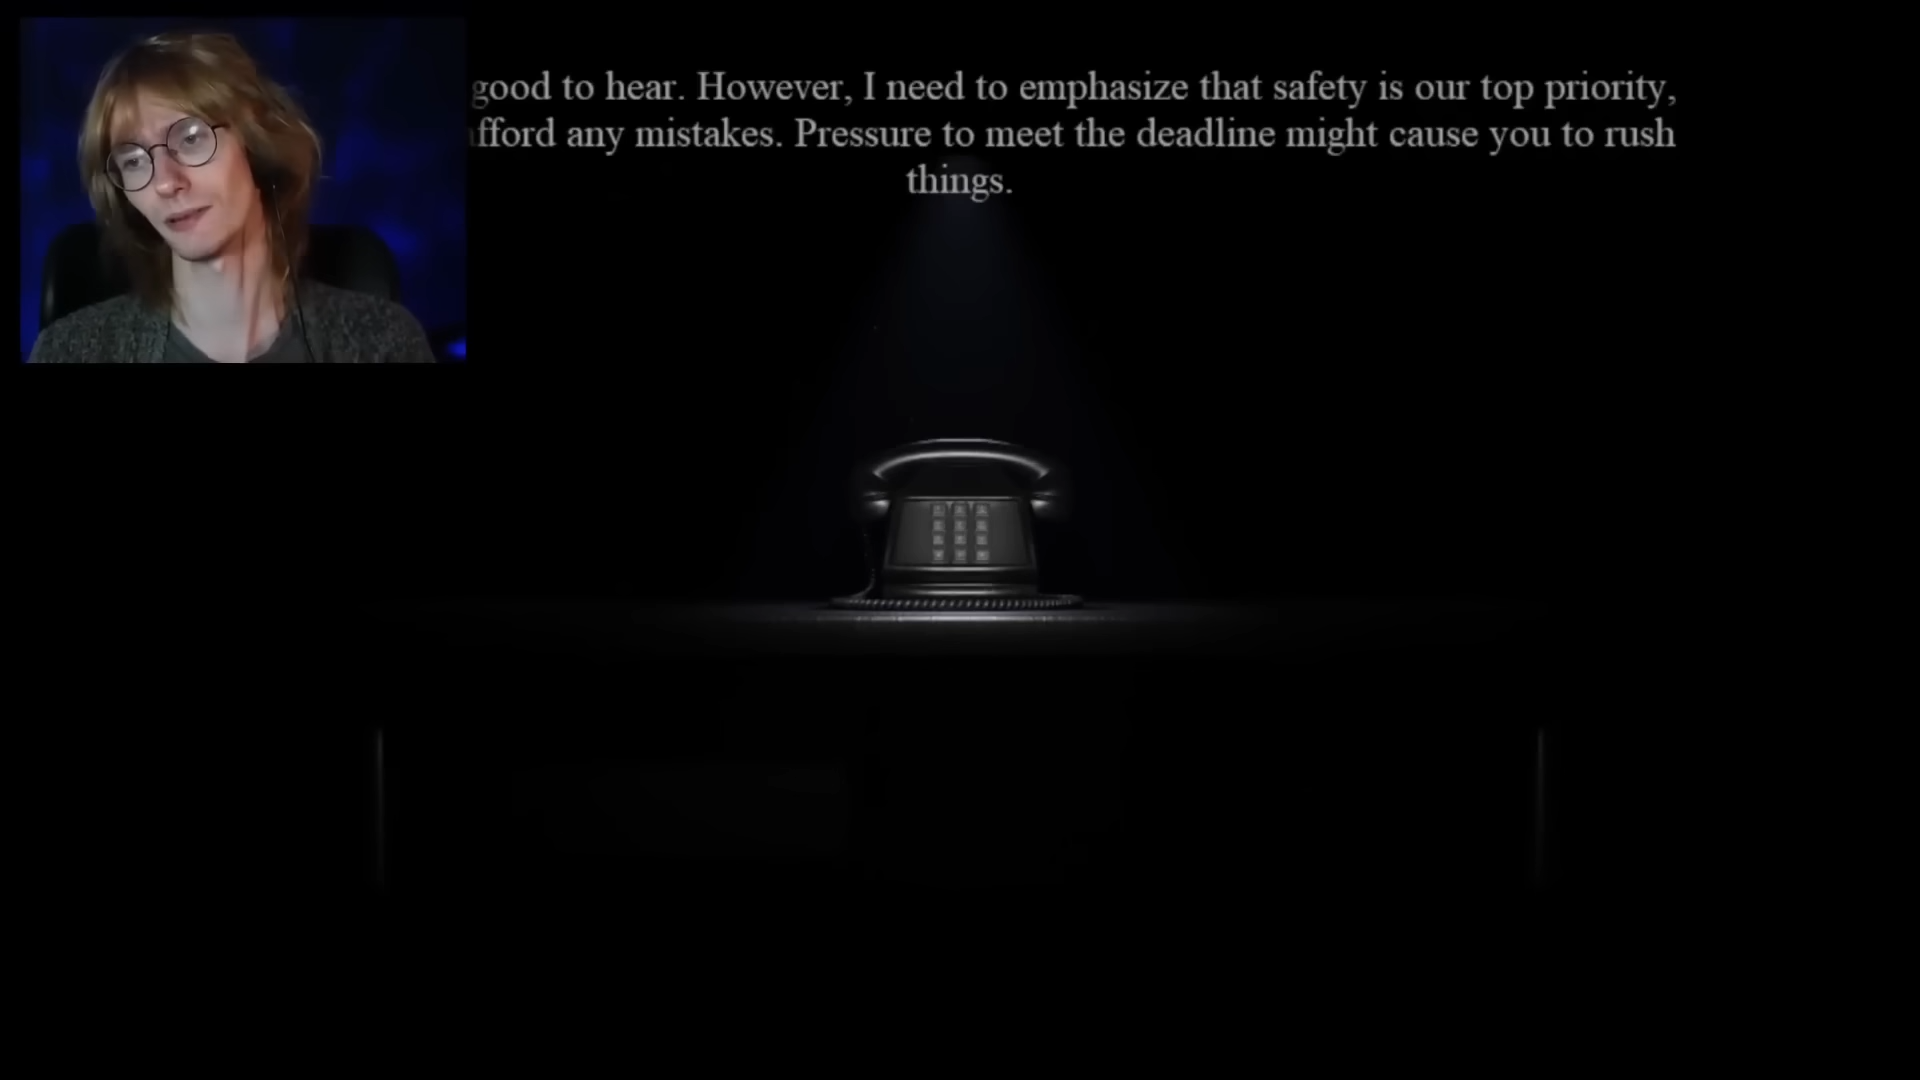 good to hear. However, I need to emphasize that safety is our top priority,
any mistakes. Pressure to meet the deadline might cause you to rush
things.